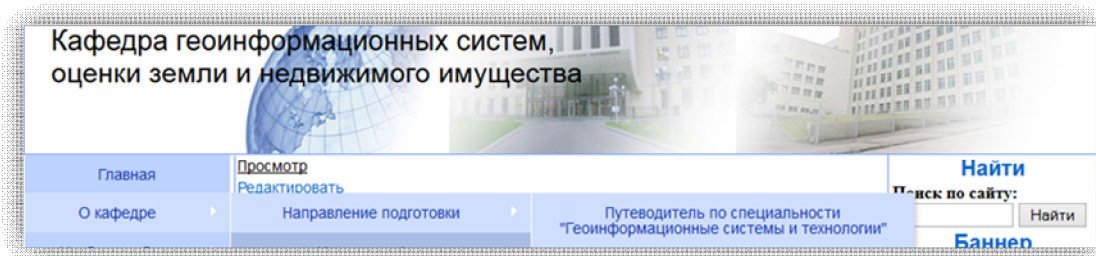 Кафедра геоинформационных систем,
оценки земли и недвижимого имущества
Главная
Просмотр
Редактировать
Найти
Поиск по сайту:
Найти
О кафедре
Направление подготовки
Путеводитель по специальности
"Геоинформационные системы и технологии"
Баннер